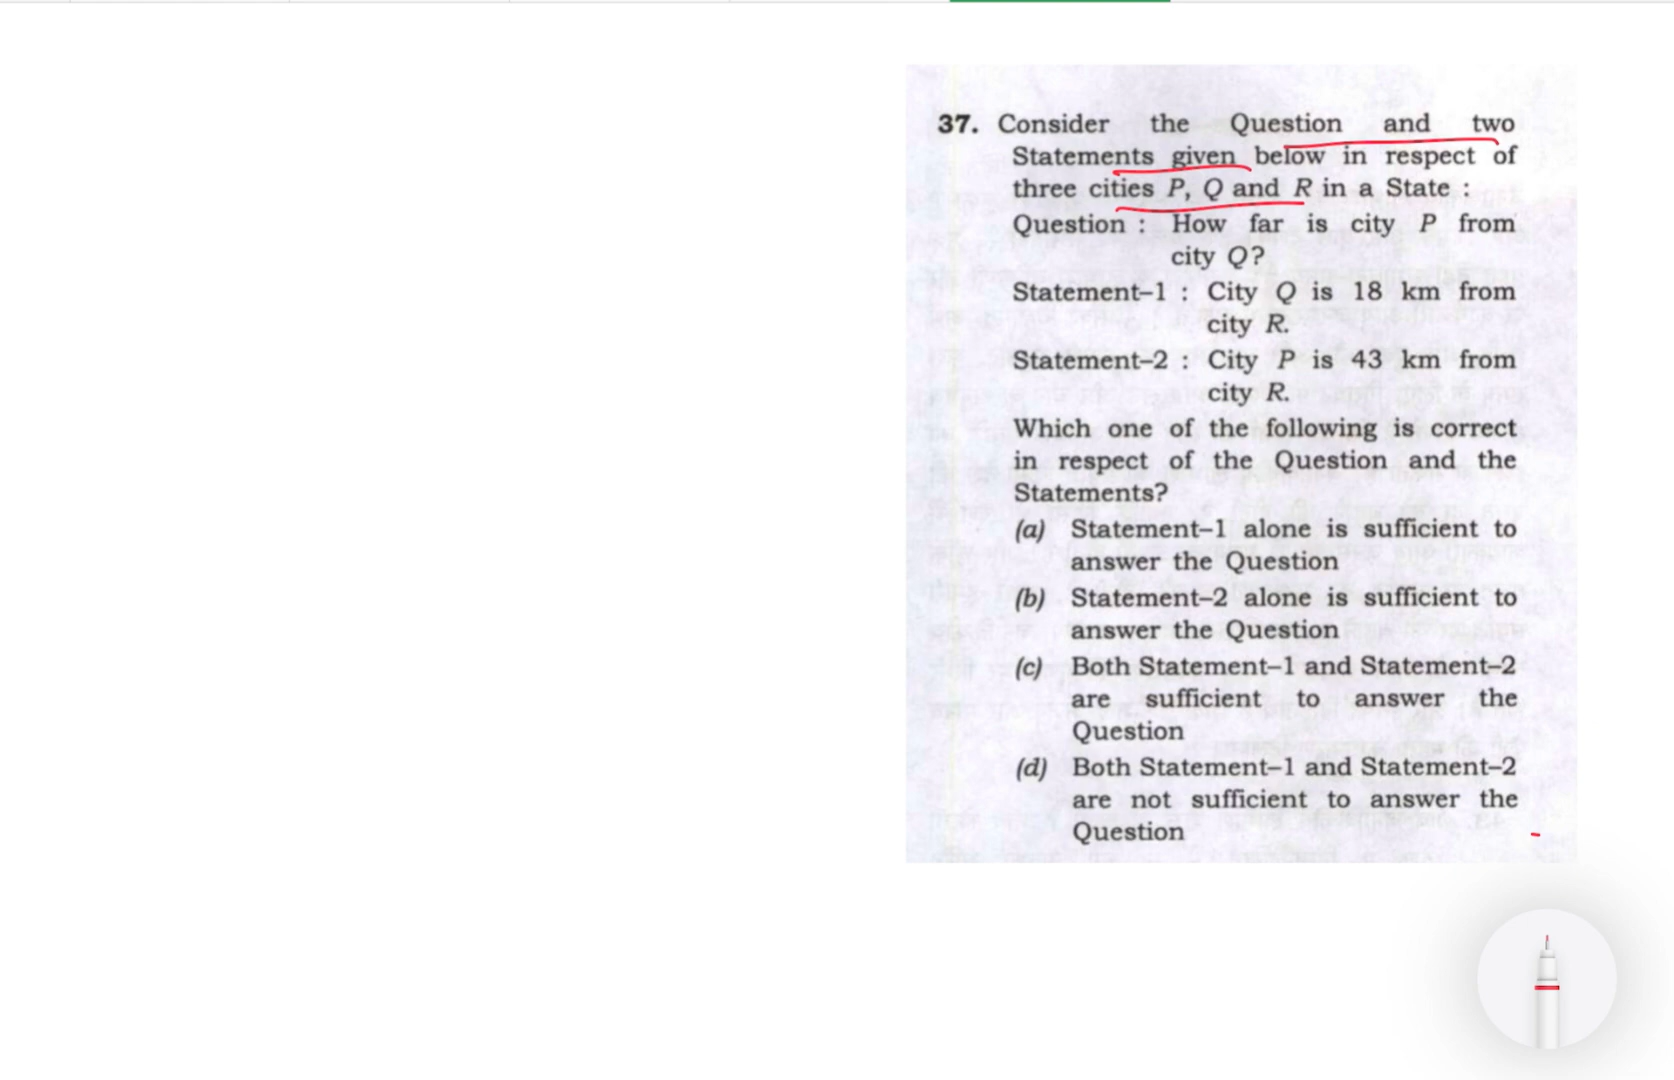 37. Consider the Question and two
Statements given below in respect of
three cities P, Q and R in a State :
Question : How far is city P from
city Q?
Statement–1 : City Q is 18 km from
city R.
Statement–2 : City P is 43 km from
city R.
Which one of the following is correct
in respect of the Question and the
Statements?
(a) Statement–1 alone is sufficient to
answer the Question
(b) Statement–2 alone is sufficient to
answer the Question
(c) Both Statement–1 and Statement–2
are sufficient to answer the
Question
(d) Both Statement–1 and Statement–2
are not sufficient to answer the
Question